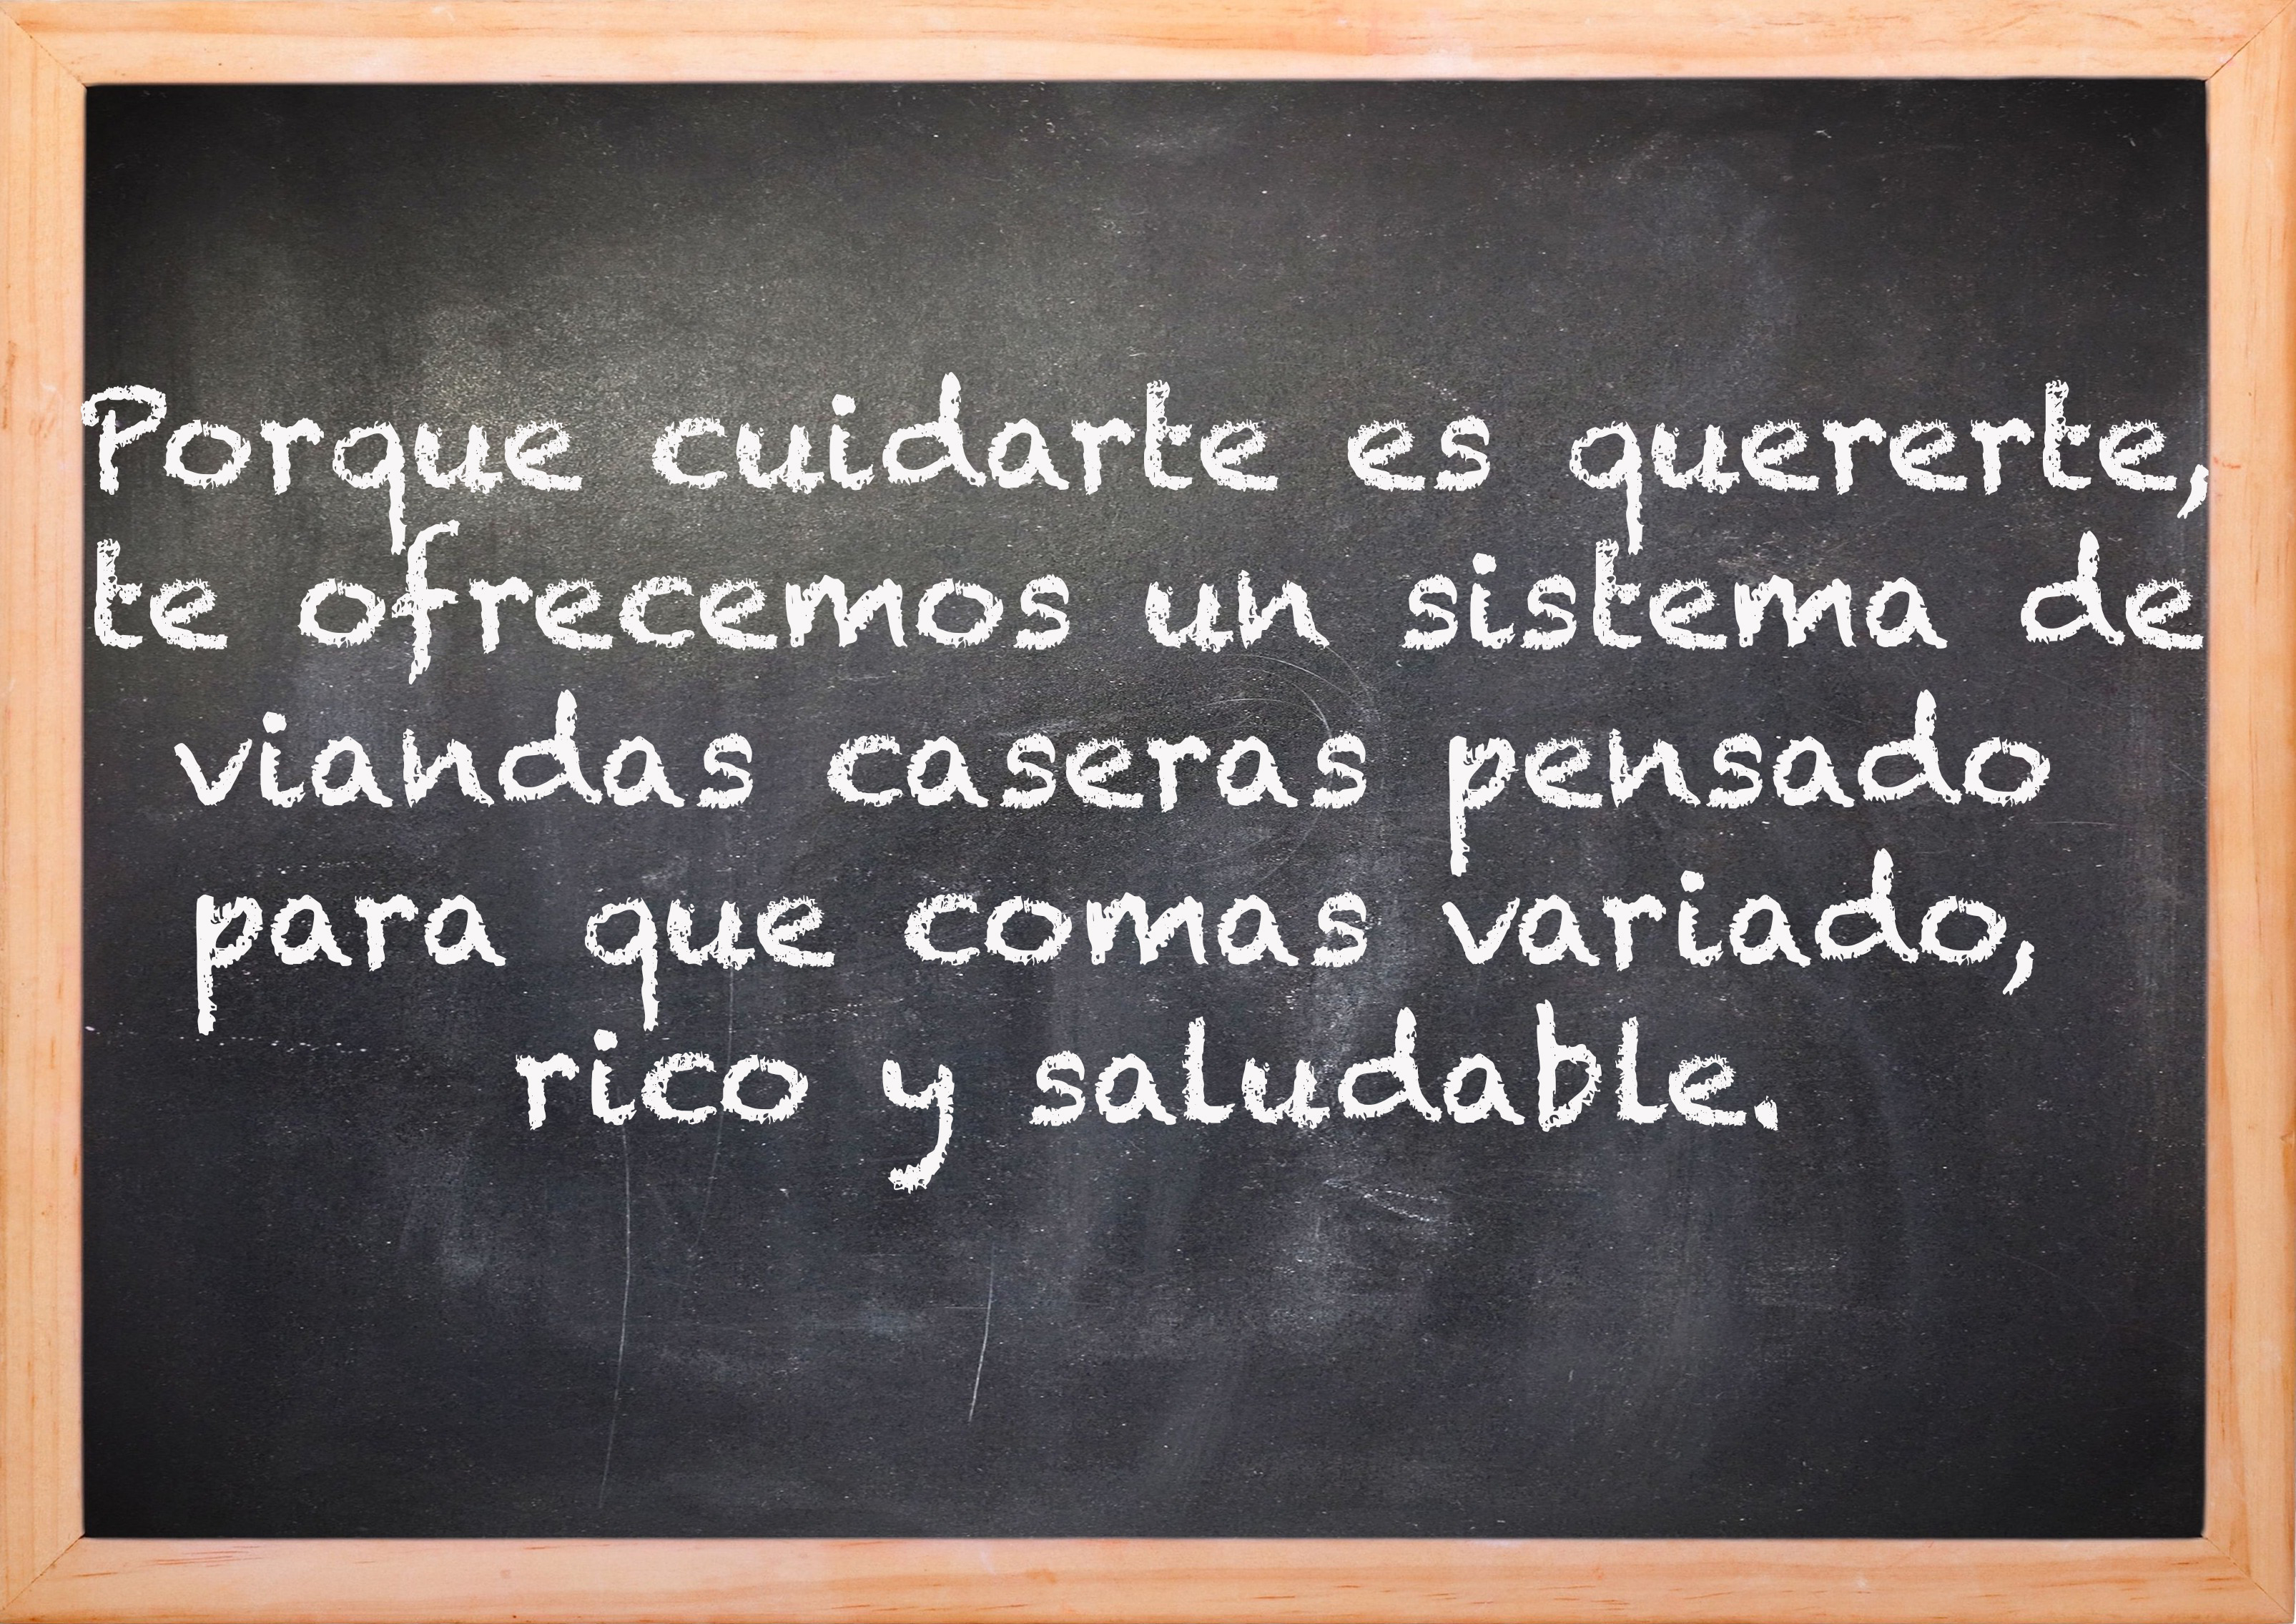 Porque cuidarte es quererte,
te ofrecemos un sistema de
viandas caseras pensado
para que comas variado,
rico y saludable.